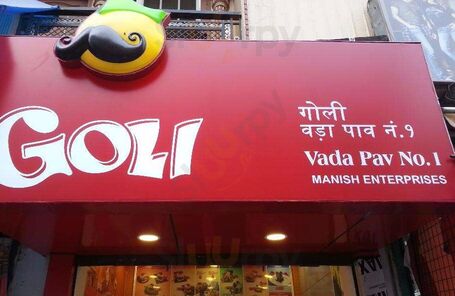 GOLI
गोली
वड़ा पाव नं.१
Vada Pav No.1
MANISH ENTERPRISES